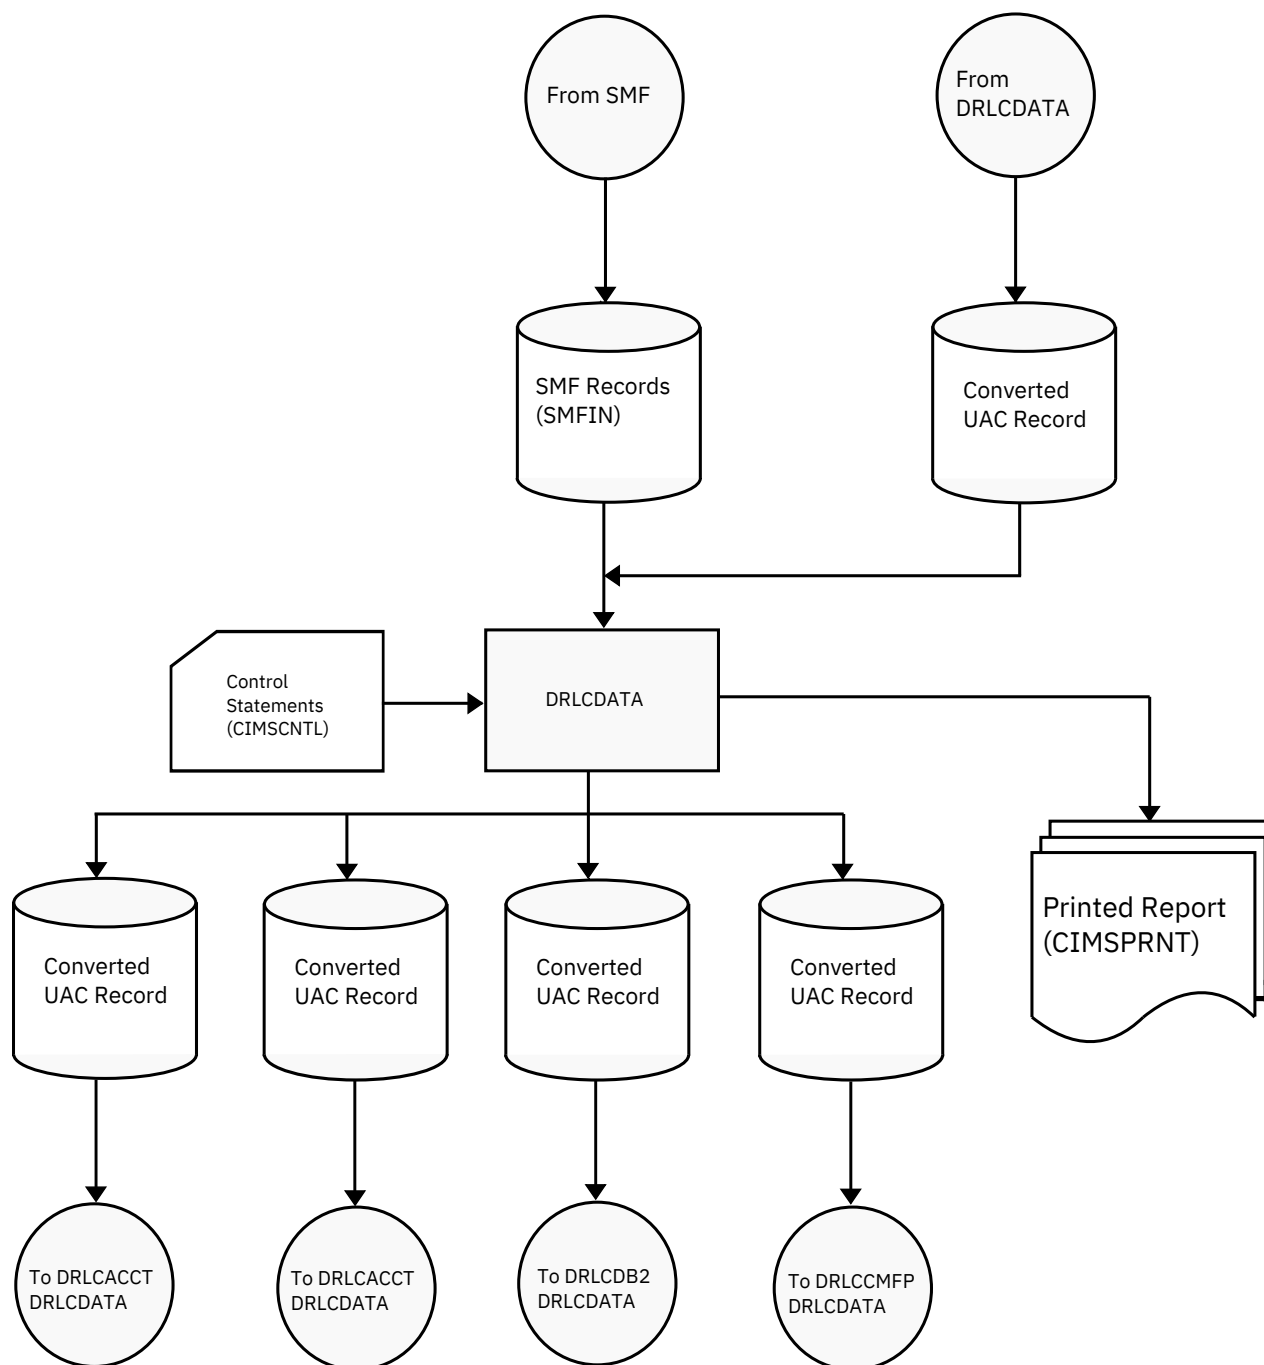 From SMF
From
DRLCDATA
SMF Records
(SMFIN)
Converted
UAC Record
Control
Statements
(CIMSCNTL)
DRLCDATA
Printed Report
(CIMSPRNT)
Converted
UAC Record
Converted
UAC Record
Converted
UAC Record
Converted
UAC Record
To DRLCACCT
DRLCDATA
To DRLCACCT
DRLCDATA
To DRLCDB2
DRLCDATA
To DRLCCMFP
DRLCDATA